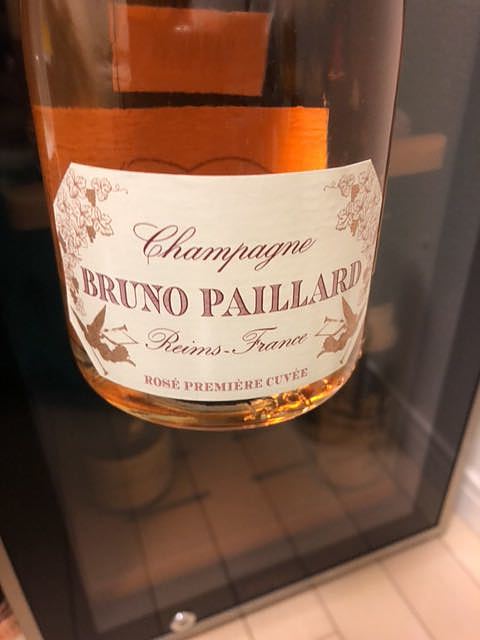 Champagne
BRUNO PAILLARD
Reims-France
ROSÉ PREMIÈRE CUVÉE